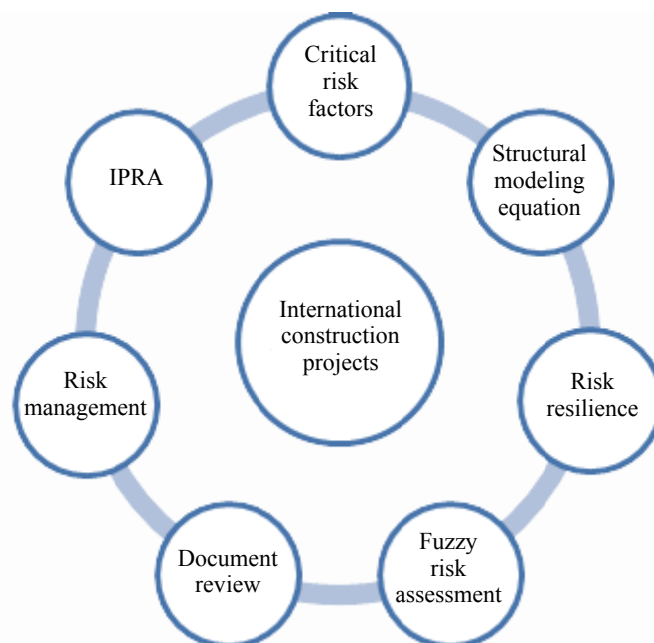 Critical
risk
factors
Structural
modeling
equation
Risk
resilience
Fuzzy
risk
assessment
Document
review
Risk
management
IPRA
International
construction
projects